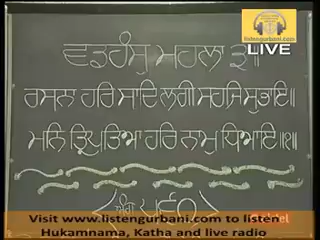 listengurbani.com
LIVE
ਵਡਹੰਸੁ ਮਹਲਾ ੩॥
ਰਸਨਾ ਹਰਿ ਸਾਦਿ ਲਗੀ ਸਹਜਿ ਸੁਭਾਇ॥
ਮਨਿ ਤ੍ਰਿਪਤਿਆ ਹਰਿ ਨਾਮੁ ਧਿਆਇ॥੧॥
(ਅੰਗ ੫੬੦)
Visit www.listengurbani.com to listen
Hukamnama, Katha and live radio